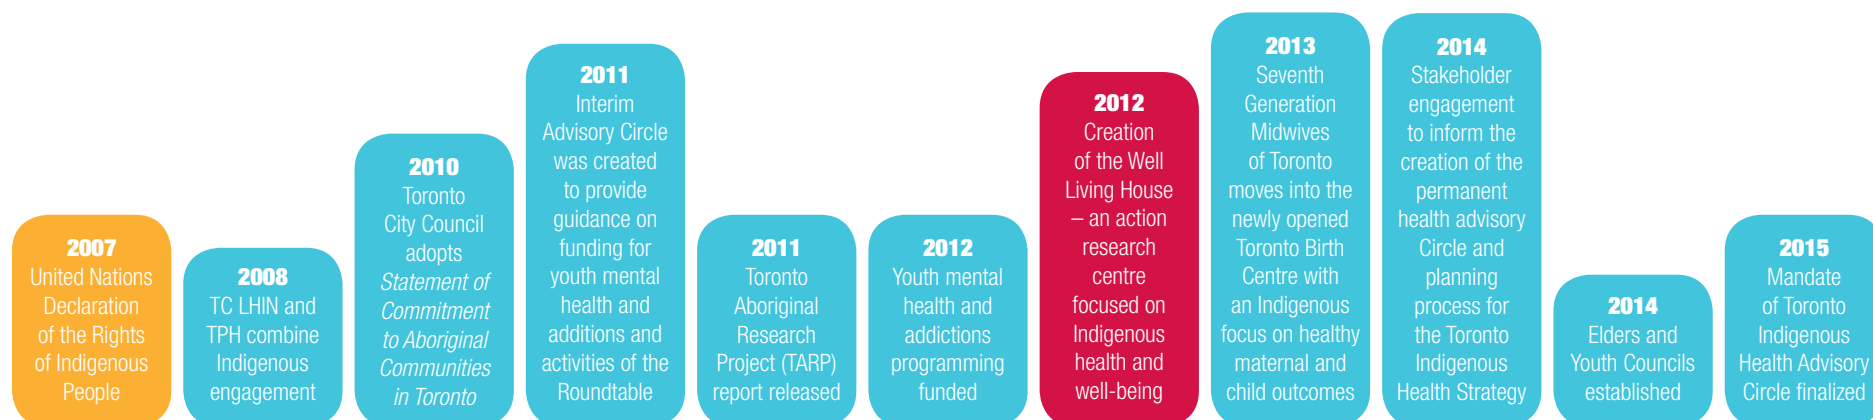 2007
United Nations
Declaration
of the Rights
of Indigenous
People
2008
TC LHIN and
TPH combine
Indigenous
engagement
2010
Toronto
City Council
adopts
Statement of
Commitment
to Aboriginal
Communities
in Toronto
2011
Interim
Advisory Circle
was created
to provide
guidance on
funding for
youth mental
health and
additions and
activities of the
Roundtable
2011
Toronto
Aboriginal
Research
Project (TARP)
report released
2012
Youth mental
health and
addictions
programming
funded
2012
Creation
of the Well
Living House
– an action
research
centre
focused on
Indigenous
health and
well-being
2013
Seventh
Generation
Midwives
of Toronto
moves into the
newly opened
Toronto Birth
Centre with
an Indigenous
focus on healthy
maternal and
child outcomes
2014
Stakeholder
engagement
to inform the
creation of the
permanent
health advisory
Circle and
planning
process for
the Toronto
Indigenous
Health Strategy
2014
Elders and
Youth Councils
established
2015
Mandate
of Toronto
Indigenous
Health Advisory
Circle finalized